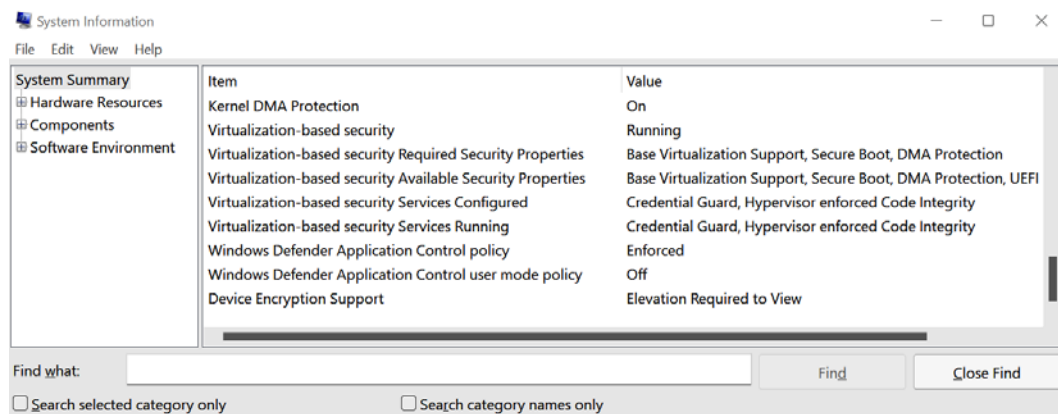 System Information
File Edit View Help
System Summary
Hardware Resources
Components
Software Environment
Item Value
Kernel DMA Protection On
Virtualization-based security Running
Virtualization-based security Required Security Properties Base Virtualization Support, Secure Boot, DMA Protection
Virtualization-based security Available Security Properties Base Virtualization Support, Secure Boot, DMA Protection, UEFI
Virtualization-based security Services Configured Credential Guard, Hypervisor enforced Code Integrity
Virtualization-based security Services Running Credential Guard, Hypervisor enforced Code Integrity
Windows Defender Application Control policy Enforced
Windows Defender Application Control user mode policy Off
Device Encryption Support Elevation Required to View
Find what: Find Close Find
Search selected category only Search category names only